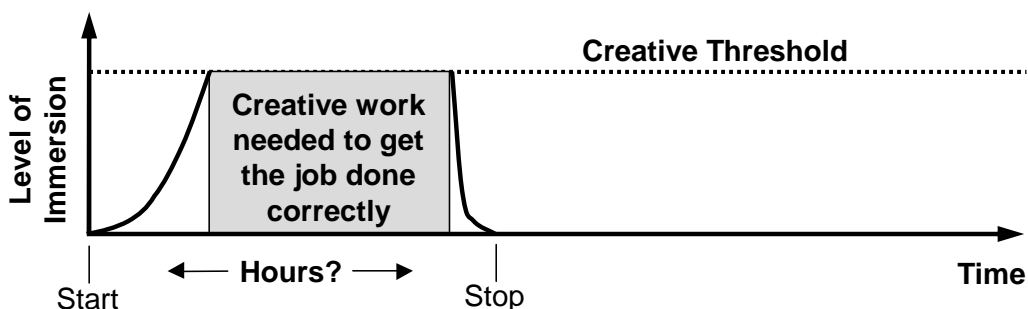 Creative Threshold
Level of
Immersion
Creative work
needed to get
the job done
correctly
Hours?
Time
Start
Stop